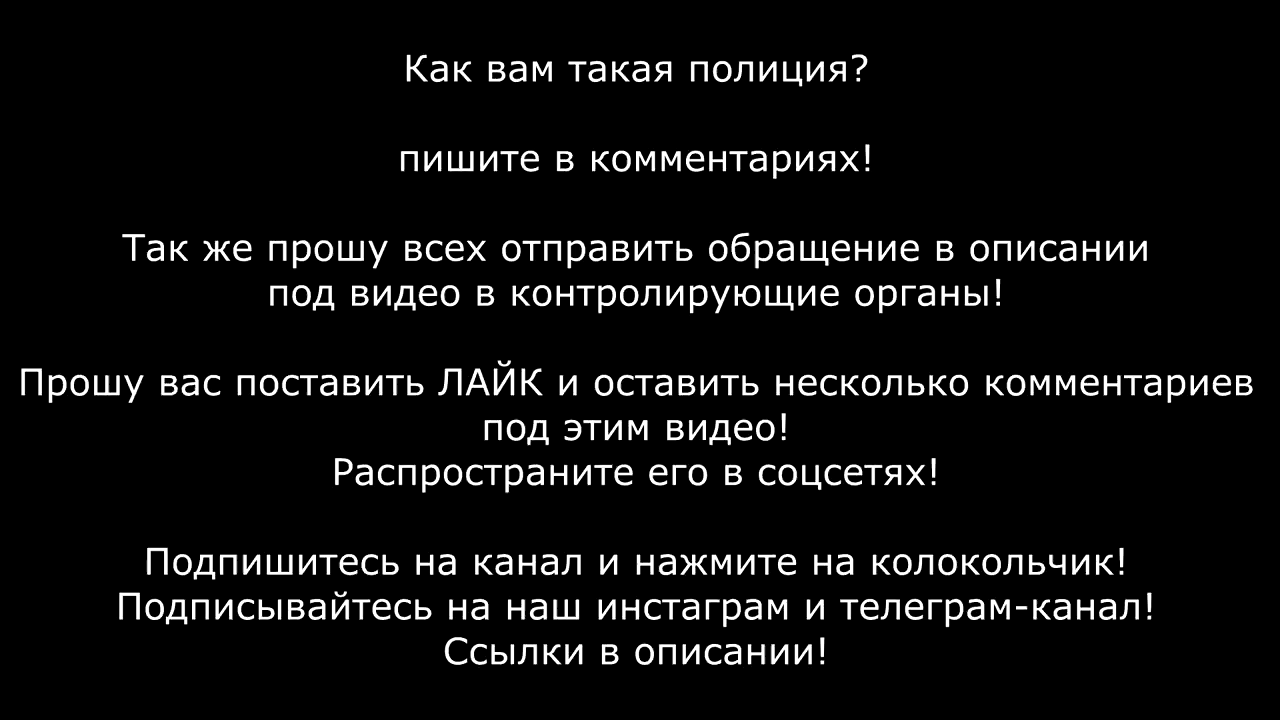 Как вам такая полиция?
пишите в комментариях!
Так же прошу всех отправить обращение в описании
под видео в контролирующие органы!
Прошу вас поставить ЛАЙК и оставить несколько комментариев
под этим видео!
Распространите его в соцсетях!
Подпишитесь на канал и нажмите на колокольчик!
Подписывайтесь на наш инстаграм и телеграм-канал!
Ссылки в описании!